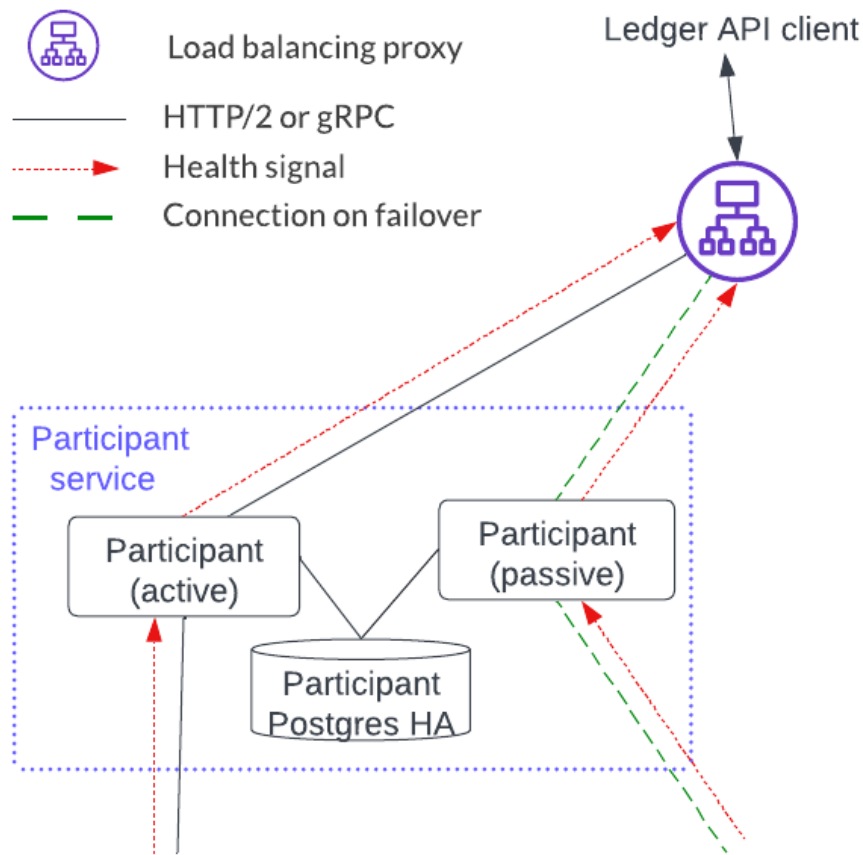 Load balancing proxy
Ledger API client
HTTP/2 or gRPC
Health signal
Connection on failover
Participant
service
Participant
(active)
Participant
(passive)
Participant
Postgres HA